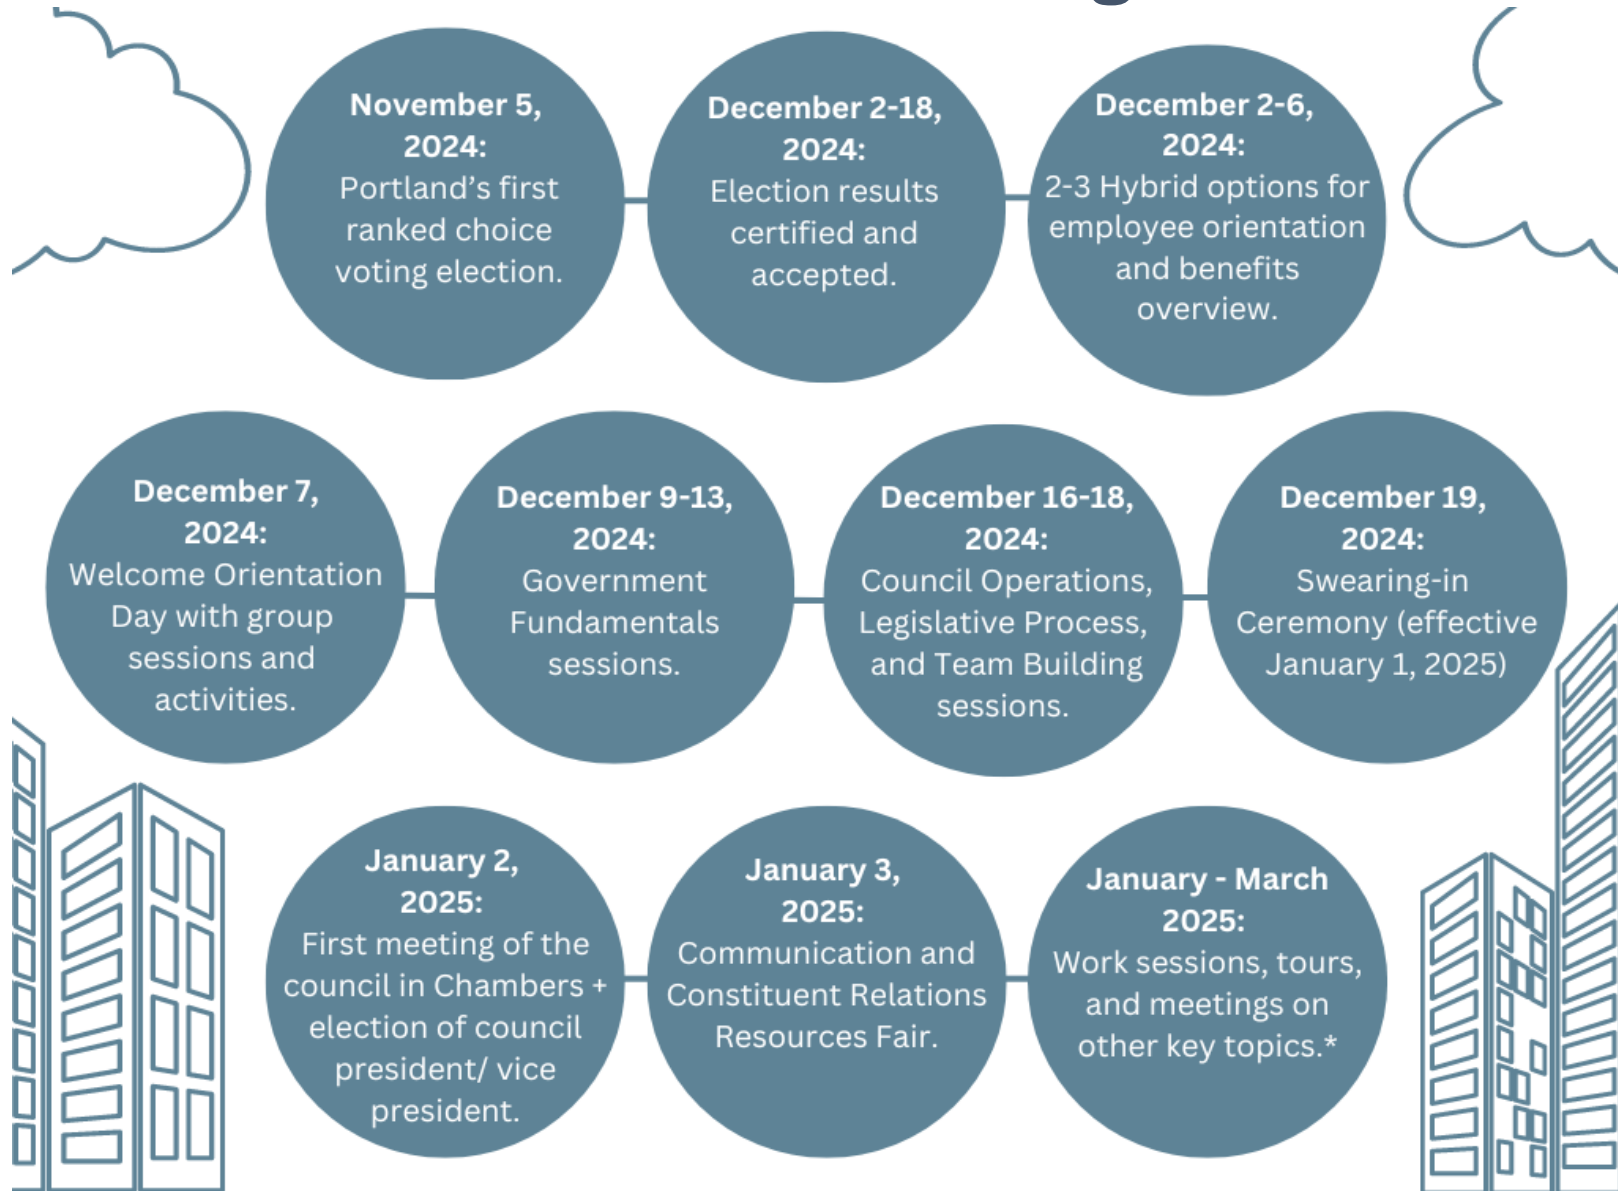 November 5,
2024:
Portland's first
ranked choice
voting election.
December 2-18,
2024:
Election results
certified and
accepted.
December 2-6,
2024:
2-3 Hybrid options for
employee orientation
and benefits
overview.
December 7,
2024:
Welcome Orientation
Day with group
sessions and
activities.
December 9-13,
2024:
Government
Fundamentals
sessions.
December 16-18,
2024:
Council Operations,
Legislative Process,
and Team Building
sessions.
December 19,
2024:
Swearing-in
Ceremony (effective
January 1, 2025)
January 2,
2025:
First meeting of the
council in Chambers +
election of council
president/ vice
president.
January 3,
2025:
Communication and
Constituent Relations
Resources Fair.
January - March
2025:
Work sessions, tours,
and meetings on
other key topics.*